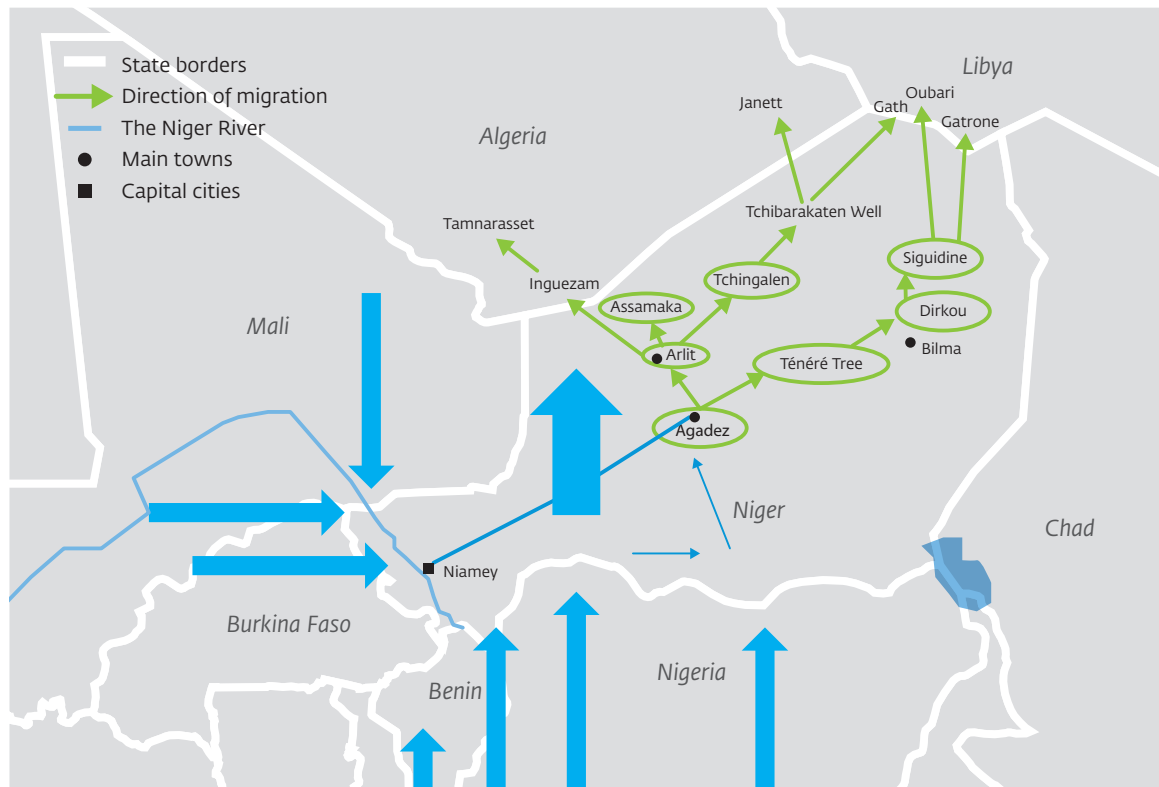 State borders
Direction of migration
The Niger River
Main towns
Capital cities
Libya
Oubari
Janett
Gath
Gatrone
Algeria
Tamnarasset
Tchibarakaten Well
Siguidine
Inguezam
Tchingalen
Assamaka
Dirkou
Mali
Arlit
Bilma
Ténéré Tree
Agadez
Niger
Chad
Niamey
Burkina Faso
Nigeria
Benin